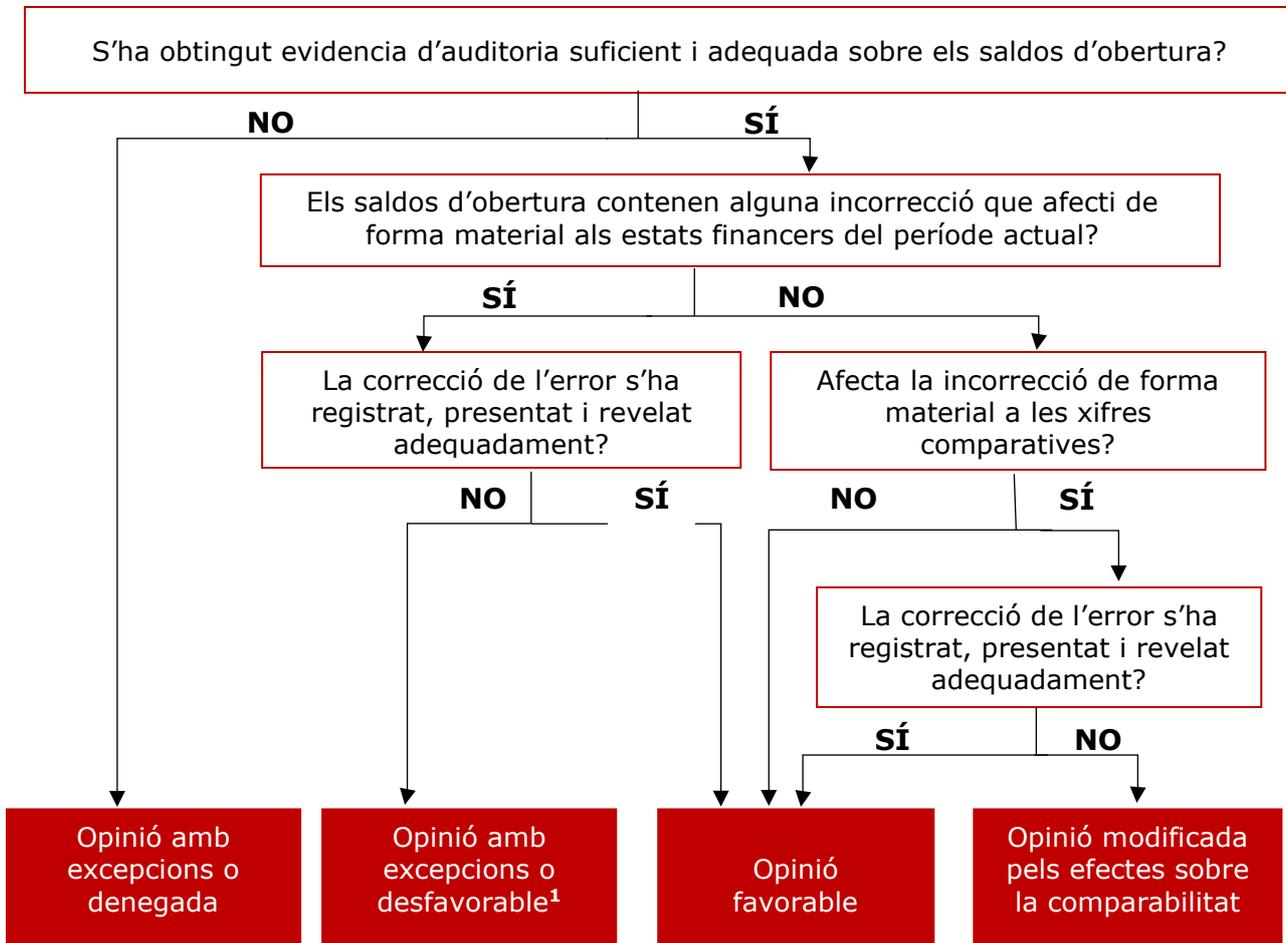 S’ha obtingut evidencia d’auditoria suficient i adequada sobre els saldos d’obertura?
NO
SÍ
Els saldos d’obertura contenen alguna incorrecció que afecti de
forma material als estats financers del període actual?
SÍ
NO
La correcció de l’error s’ha
registrat, presentat i revelat
adequadament?
Afecta la incorrecció de forma
material a les xifres
comparatives?
NO
SÍ
NO
SÍ
La correcció de l’error s’ha
registrat, presentat i revelat
adequadament?
SÍ
NO
Opinió amb
excepcions o
denegada
Opinió amb
excepcions o
desfavorable¹
Opinió
favorable
Opinió modificada
pels efectes sobre
la comparabilitat